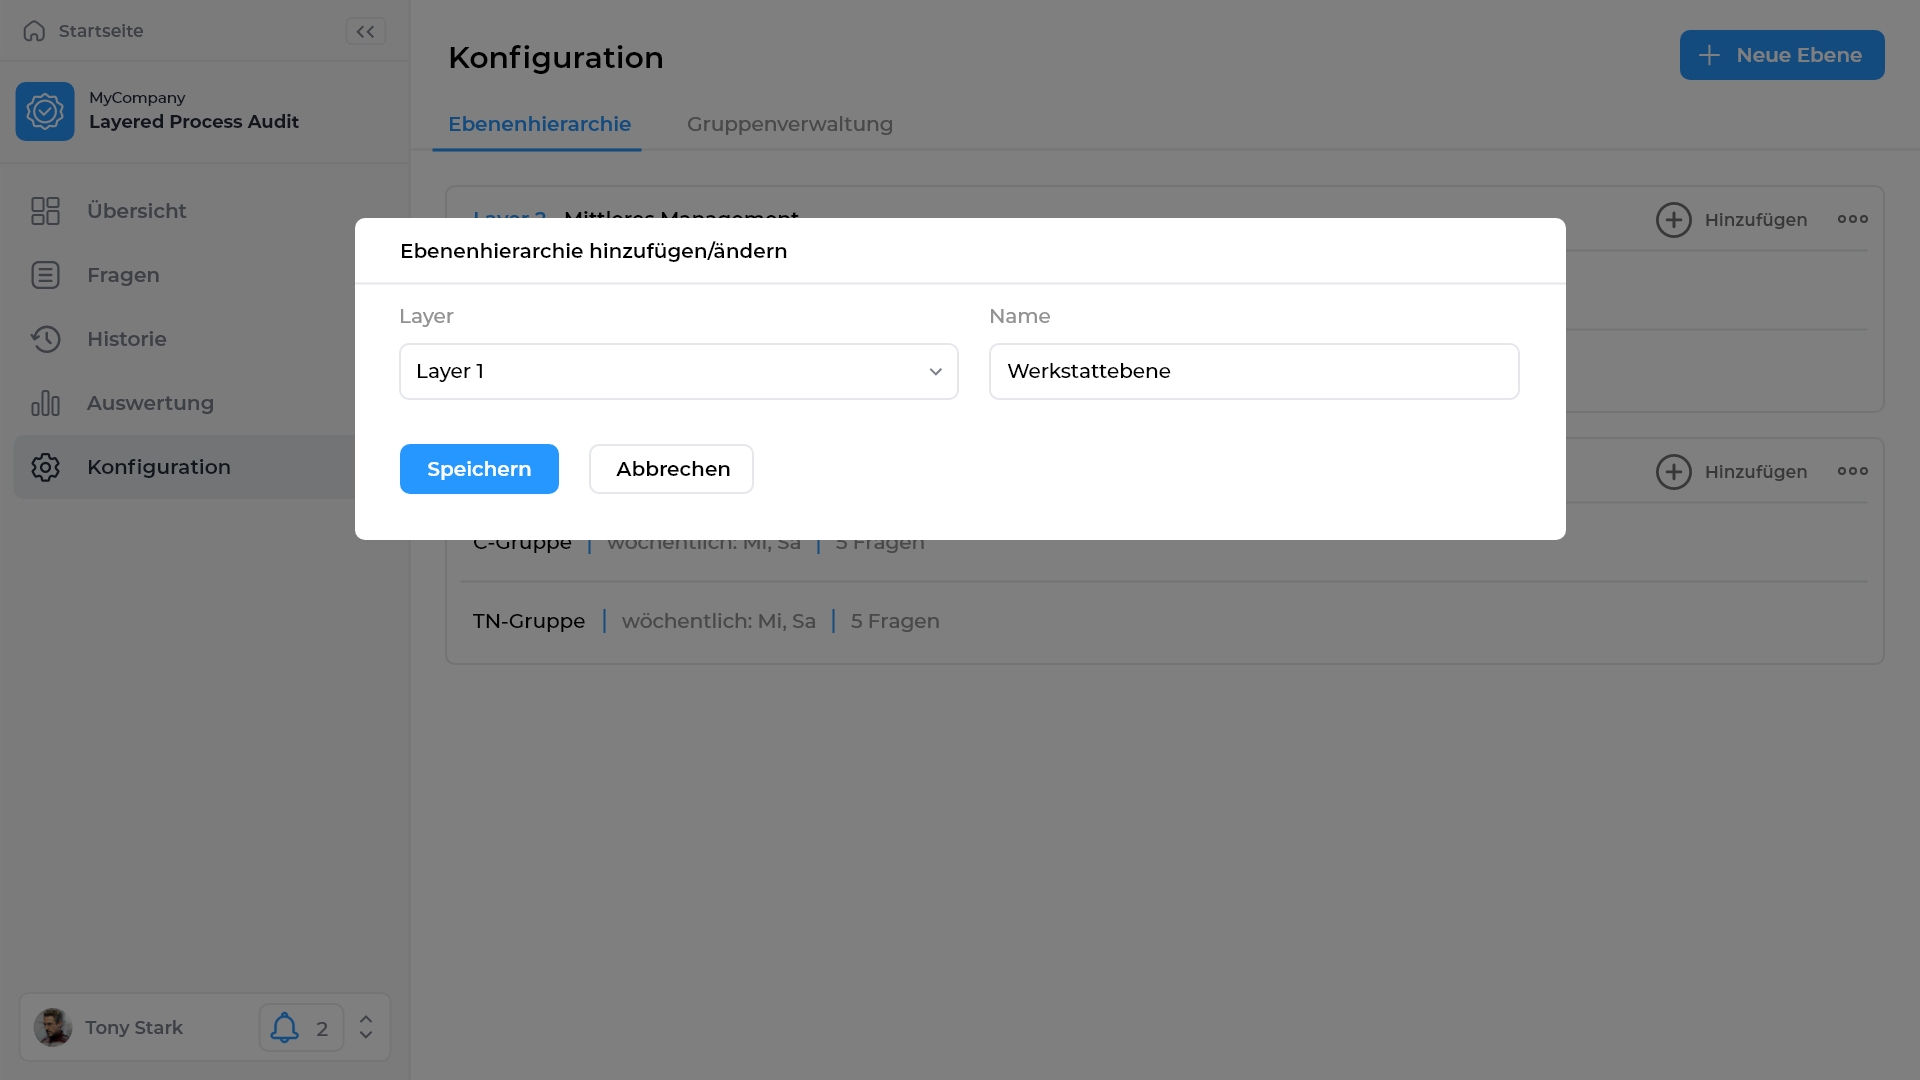 Startseite
MyCompany
Layered Process Audit
Übersicht
Fragen
Historie
Auswertung
Konfiguration
Tony Stark
2
Konfiguration
Neue Ebene
Ebenenhierarchie
Gruppenverwaltung
Mittleres Management
Hinzufügen
Ebenenhierarchie hinzufügen/ändern
Layer
Name
Layer 1
Werkstattebene
Speichern
Abbrechen
Hinzufügen
C-Gruppe | wöchentlich: Mi, Sa | 5 Fragen
TN-Gruppe | wöchentlich: Mi, Sa | 5 Fragen